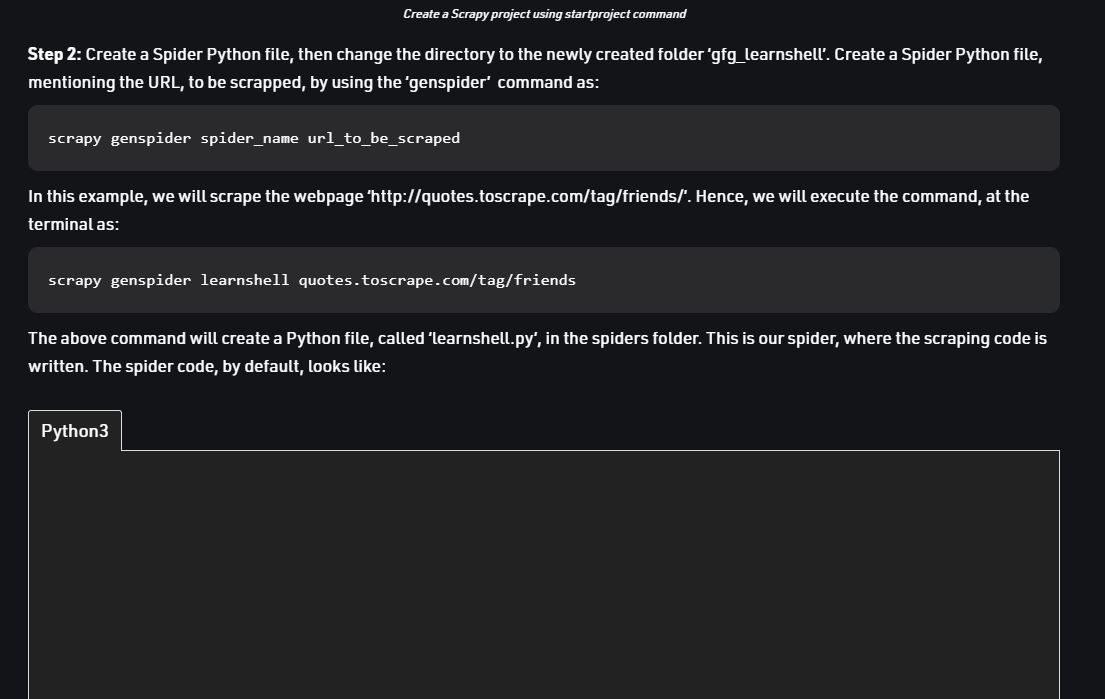 Create a Scrapy project using startproject command
Step 2: Create a Spider Python file, then change the directory to the newly created folder ‘gfg_learnshell’. Create a Spider Python file,
mentioning the URL, to be scrapped, by using the ‘genspider’  command as:
scrapy genspider spider_name url_to_be_scraped
In this example, we will scrape the webpage ‘http://quotes.toscrape.com/tag/friends/’. Hence, we will execute the command, at the
terminal as:
scrapy genspider learnshell quotes.toscrape.com/tag/friends
The above command will create a Python file, called ‘learnshell.py’, in the spiders folder. This is our spider, where the scraping code is
written. The spider code, by default, looks like:
Python3